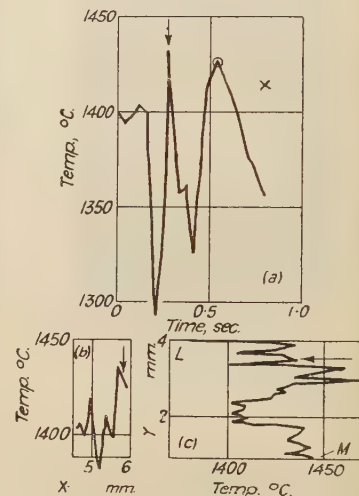 1450
1400
1350
1300
Temp., °C.
(a)
0
0·5
1·0
Time, sec.
1450
1400
Temp. °C.
(b)
5
6
X
mm.
4
2
mm.
Y
L
(c)
M
1400
1450
Temp. °C.